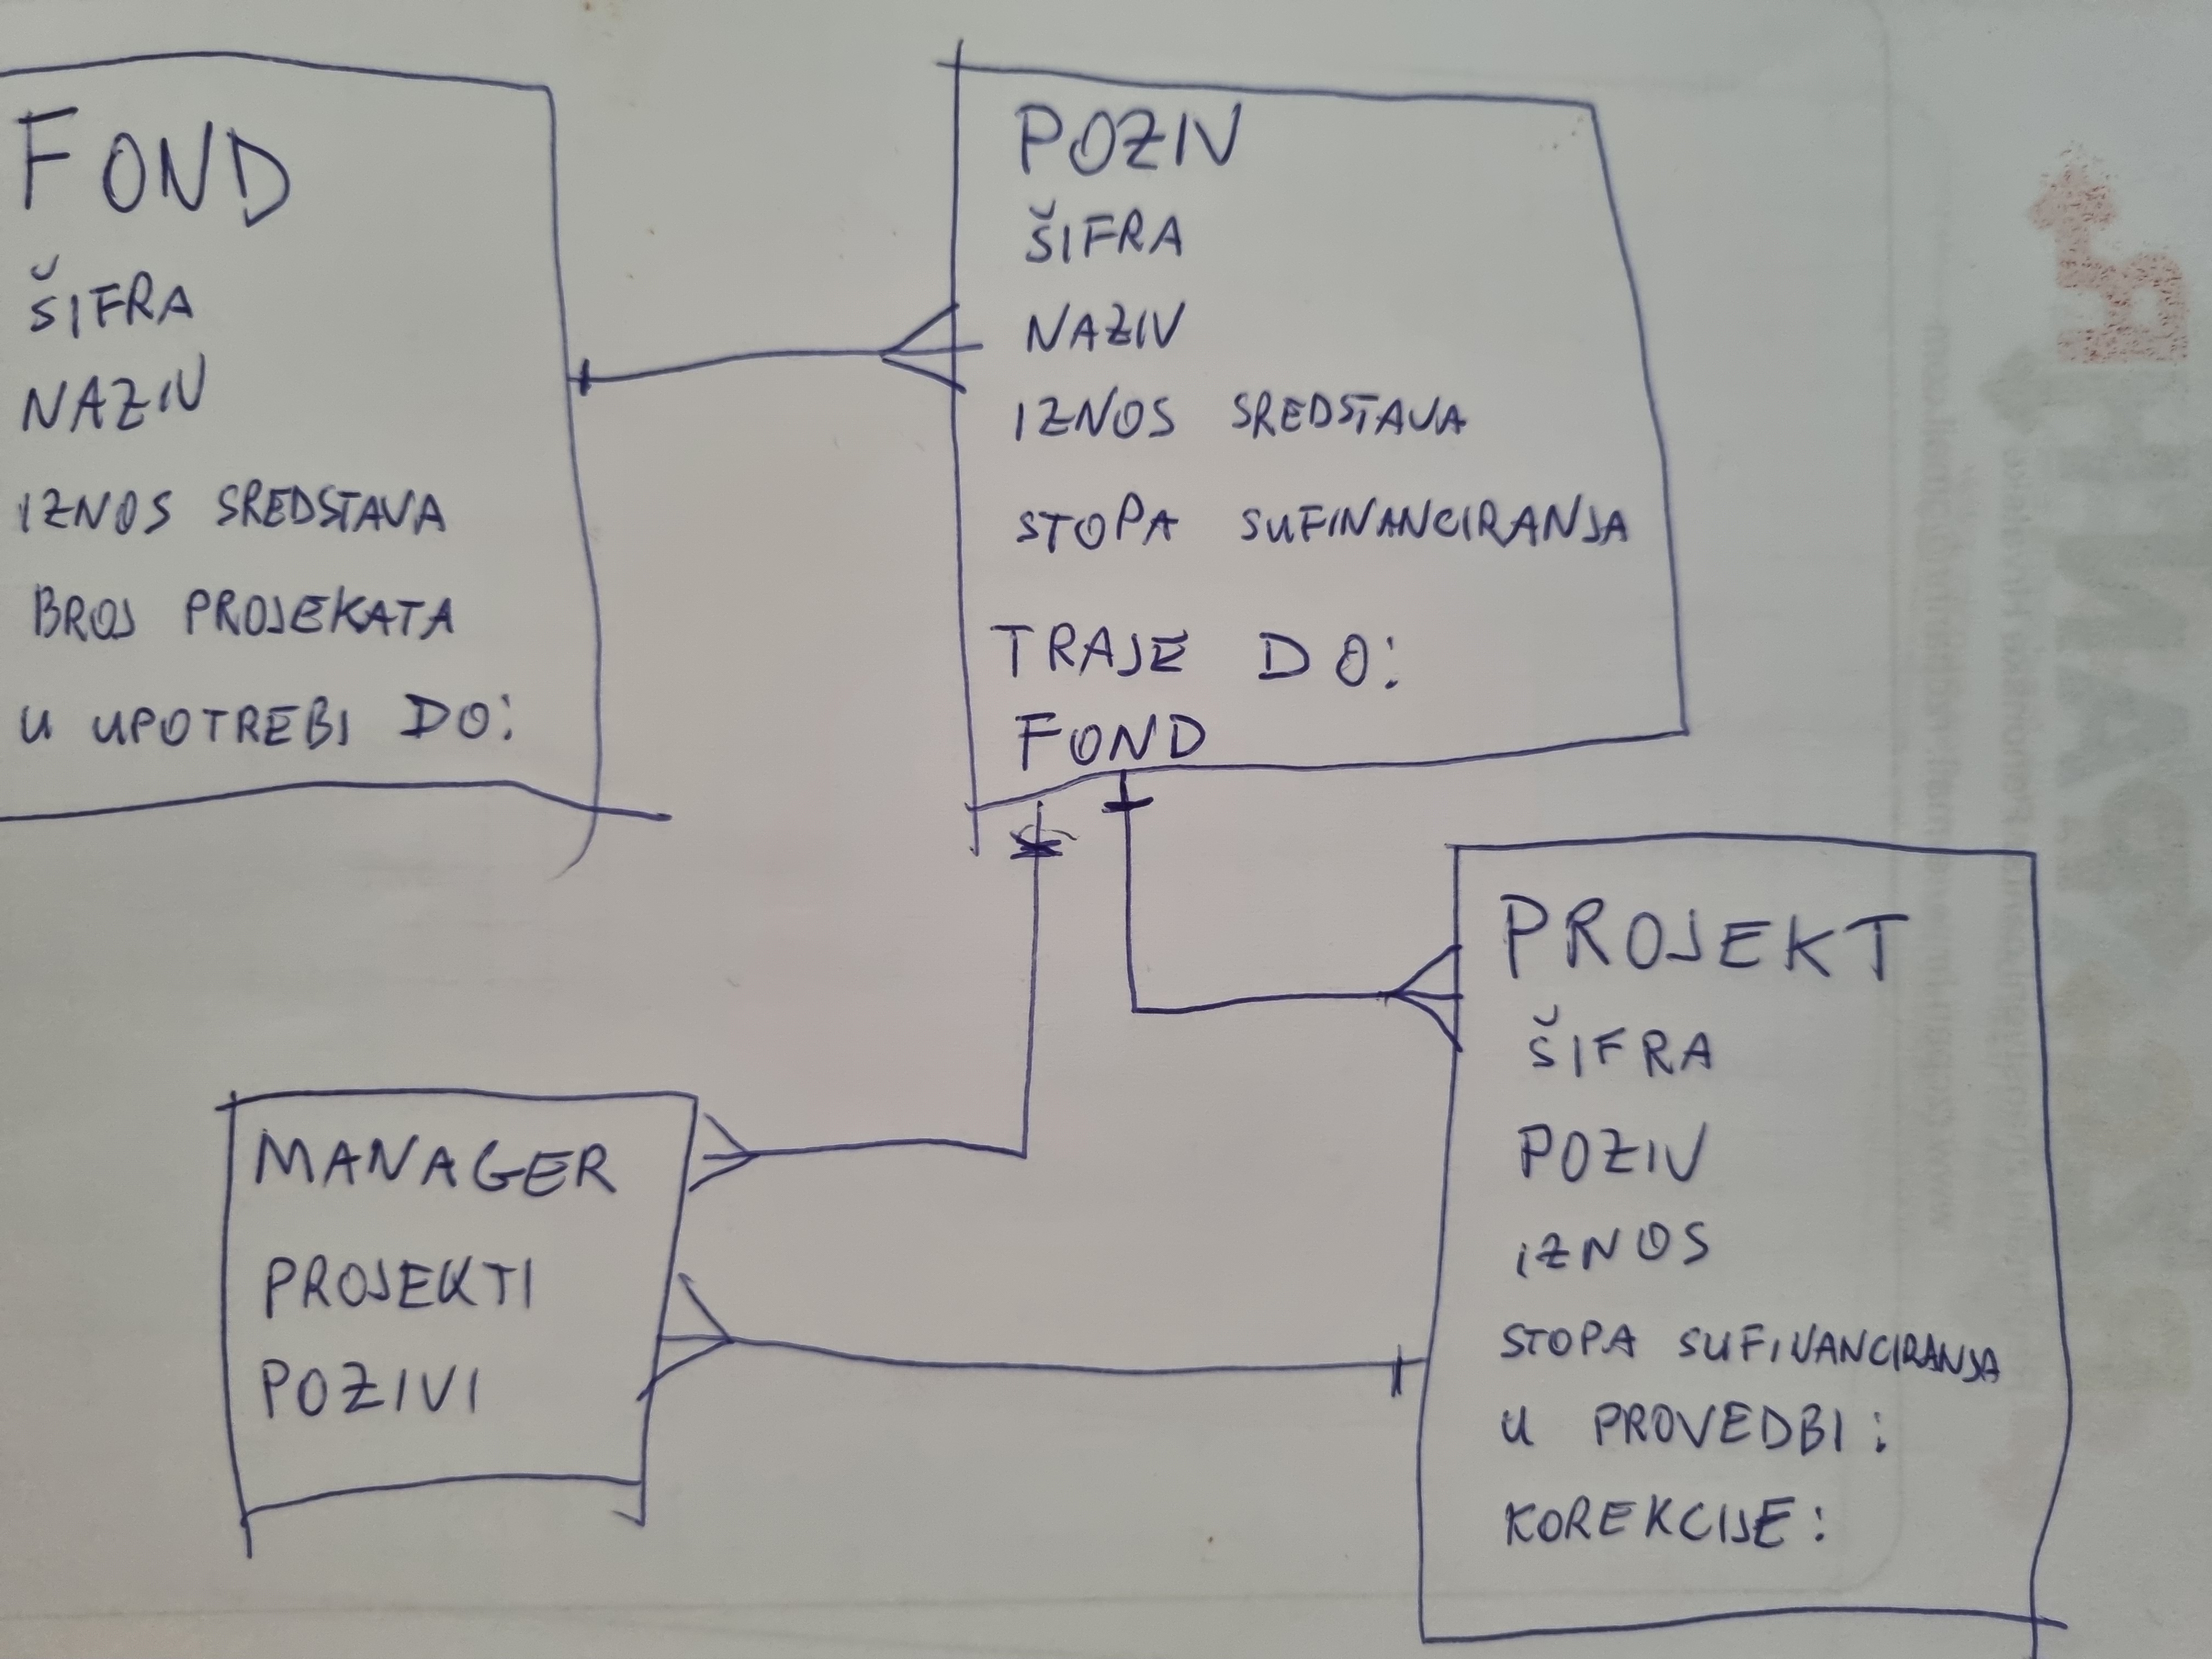 FOND
ŠIFRA
NAZIV
IZNOS SREDSTAVA
BROJ PROJEKATA
U UPOTREBI DO:
POZIV
ŠIFRA
NAZIV
IZNOS SREDSTAVA
STOPA SUFINANCIRANJA
TRAJE DO:
FOND
MANAGER
PROJEKTI
POZIVI
PROJEKT
ŠIFRA
POZIV
IZNOS
STOPA SUFINANCIRANJA
U PROVEDBI:
KOREKCIJE: